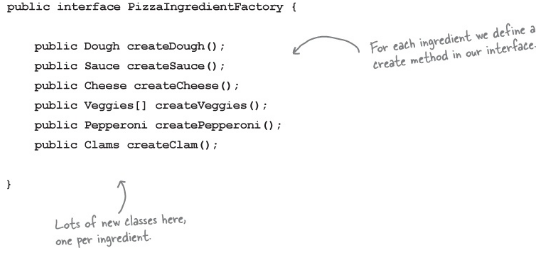 public interface PizzaIngredientFactory {
public Dough createDough();
public Sauce createSauce();
public Cheese createCheese();
public Veggies[] createVeggies();
public Pepperoni createPepperoni();
public Clams createClam();
}
For each ingredient we define a
create method in our interface.
Lots of new classes here,
one per ingredient.